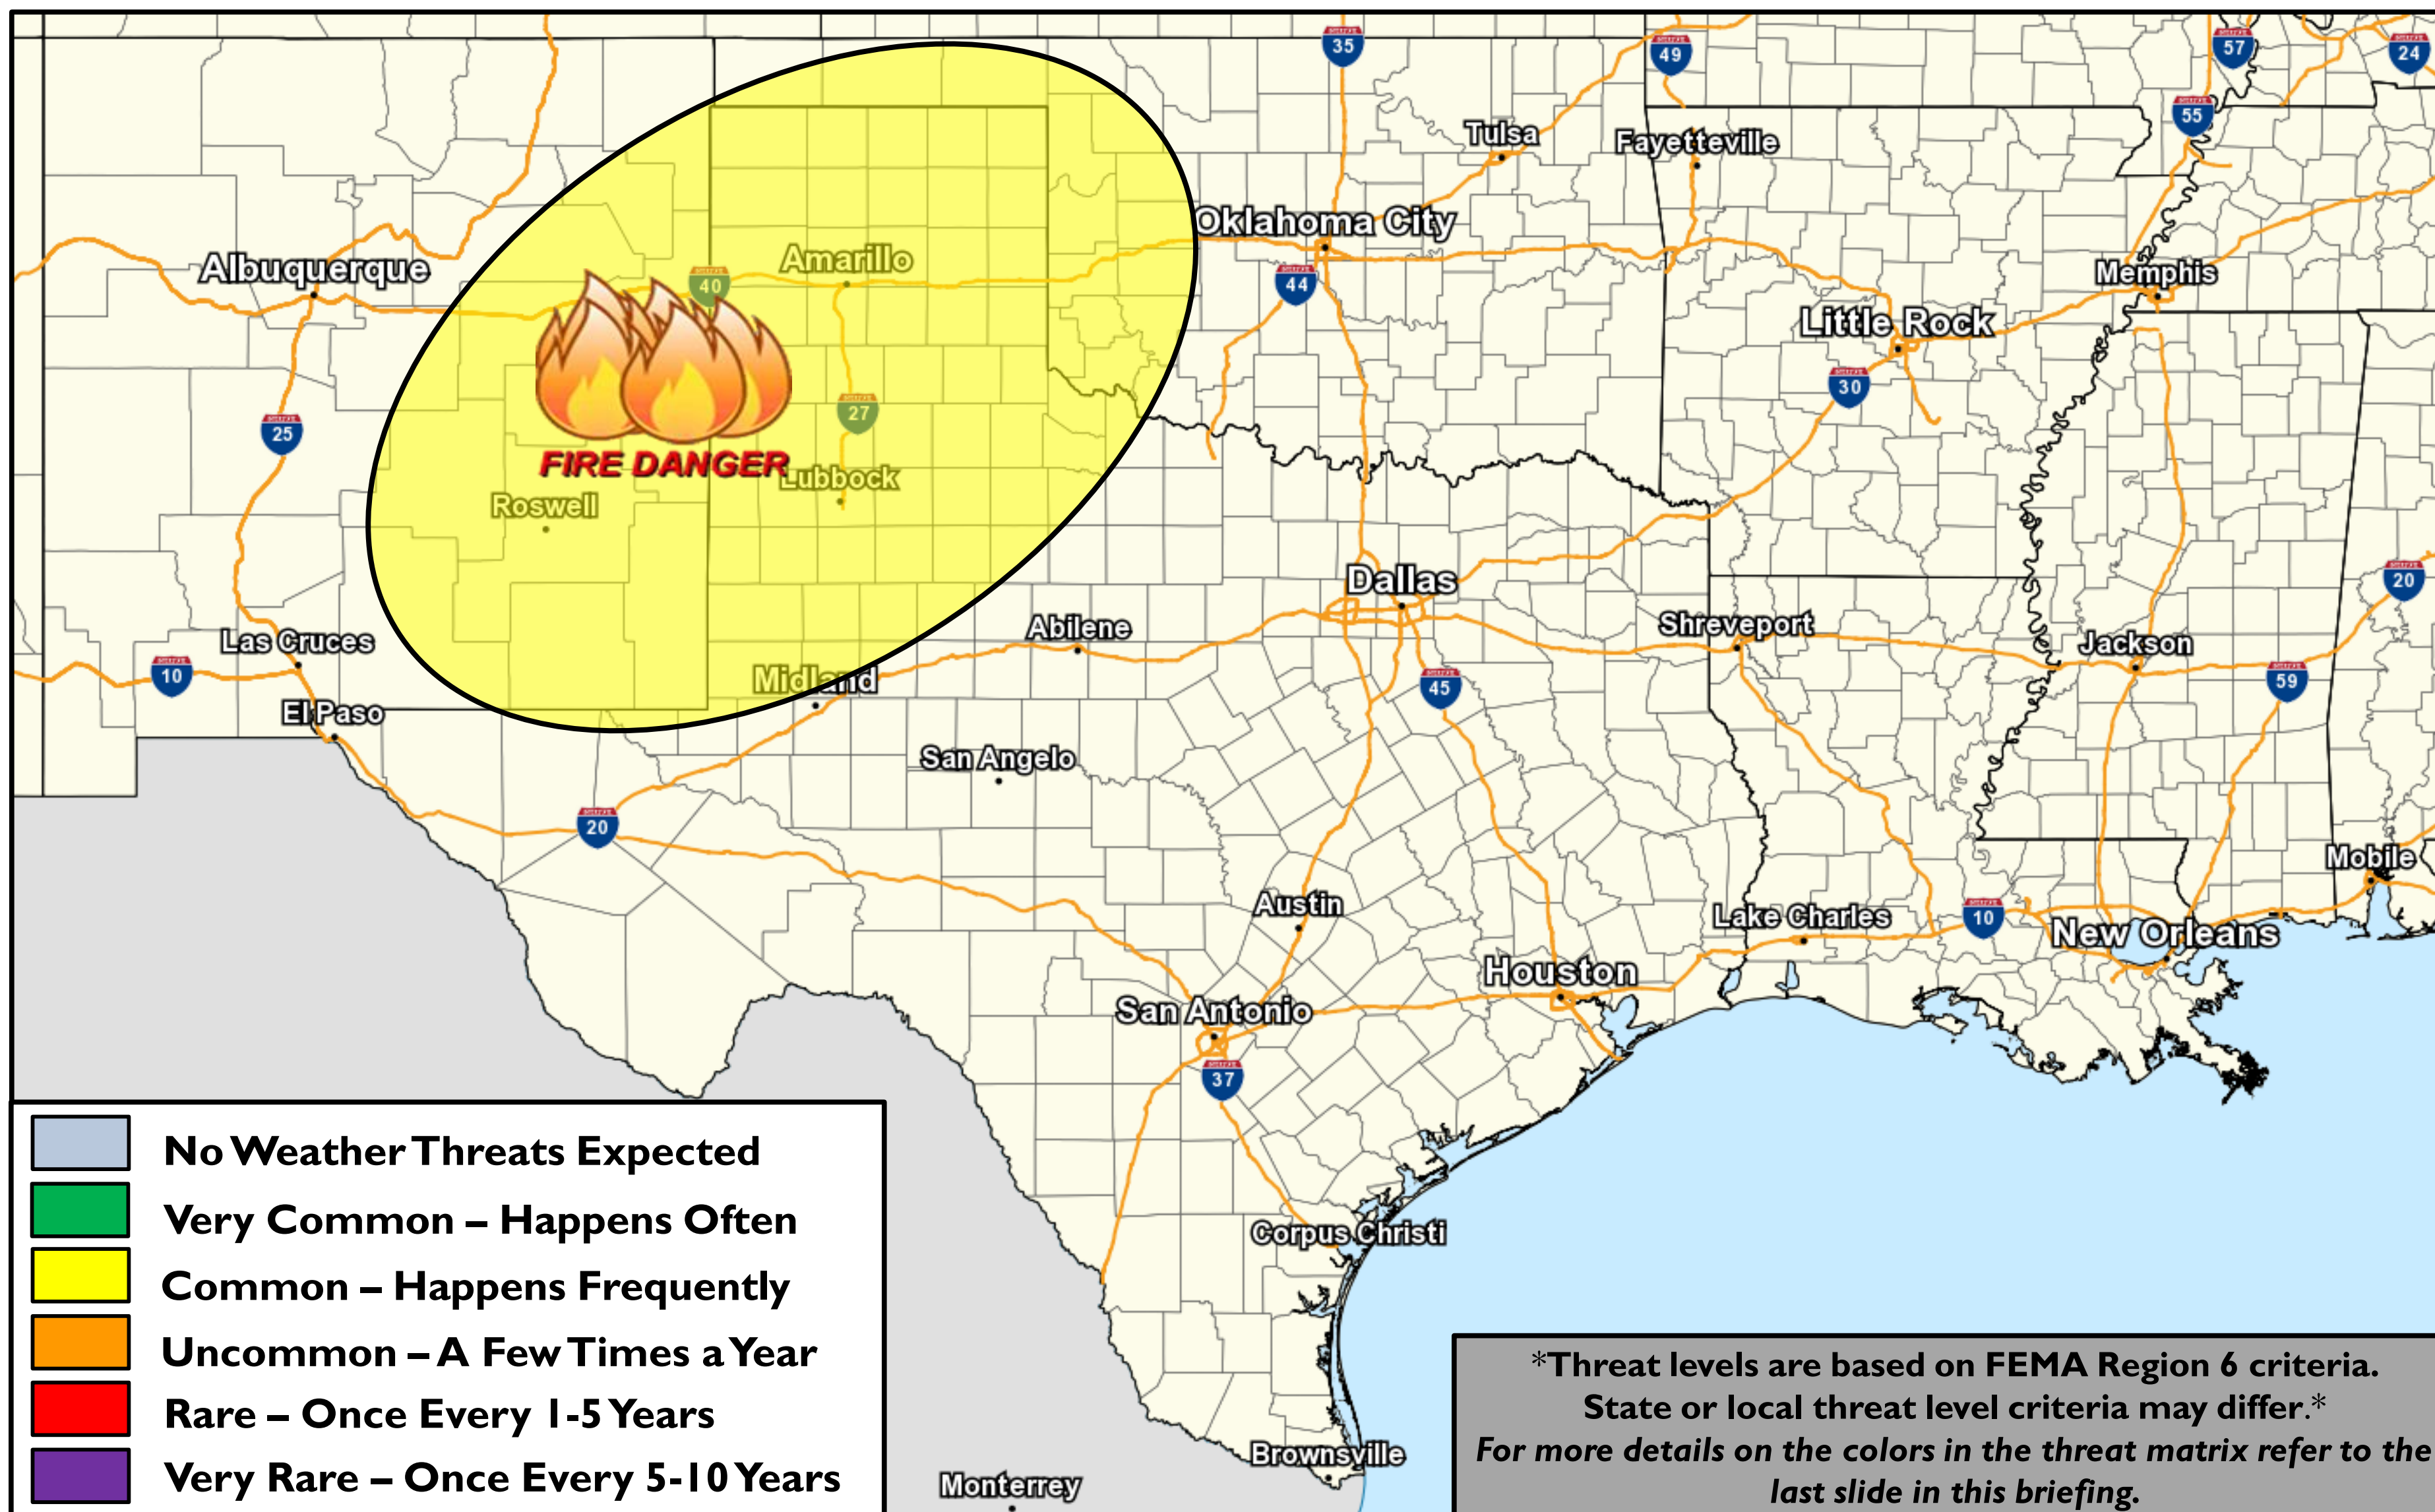 35
49
57
24
55
Tulsa
Fayetteville
Oklahoma City
Albuquerque
Amarillo
40
44
Memphis
Little Rock
30
27
25
FIRE DANGER
Lubbock
Roswell
Dallas
20
Abilene
Shreveport
Las Cruces
Jackson
10
Midland
45
59
El Paso
San Angelo
20
Mobile
Austin
Lake Charles
10
New Orleans
Houston
San Antonio
37
Corpus Christi
Brownsville
Monterrey
No Weather Threats Expected
Very Common – Happens Often
Common – Happens Frequently
Uncommon – A Few Times a Year
Rare – Once Every 1-5 Years
Very Rare – Once Every 5-10 Years
*Threat levels are based on FEMA Region 6 criteria.
State or local threat level criteria may differ.*
For more details on the colors in the threat matrix refer to the
last slide in this briefing.